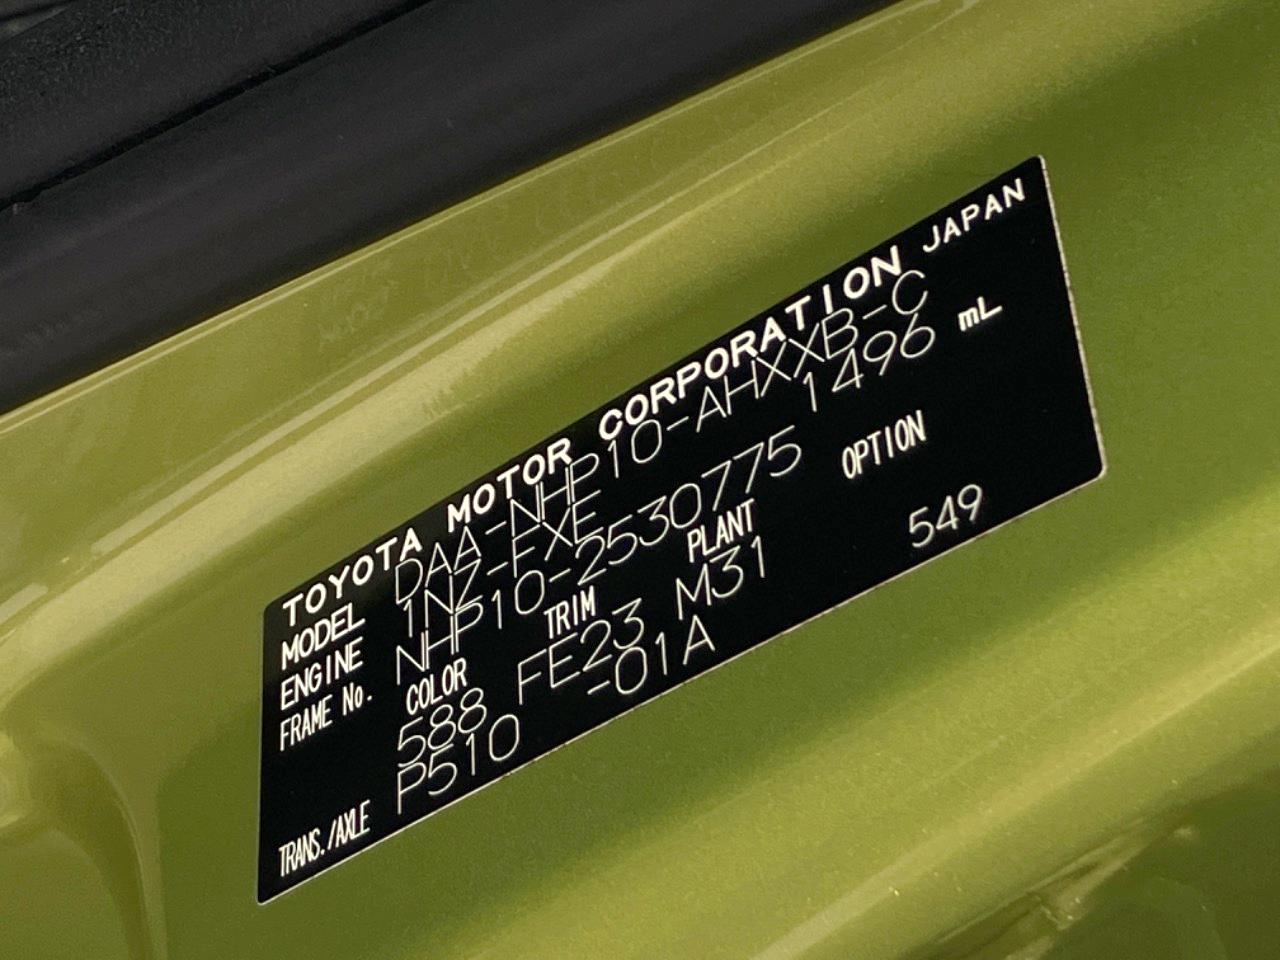 TOYOTA MOTOR CORPORATION JAPAN
MODEL DAA-NHP10-AHXXB-C
ENGINE 1NZ-FXE 1496 mL
FRAME No. NHP10-2530775
COLOR TRIM PLANT OPTION
588 FE23 M31 549
TRANS./AXLE P510 -01A